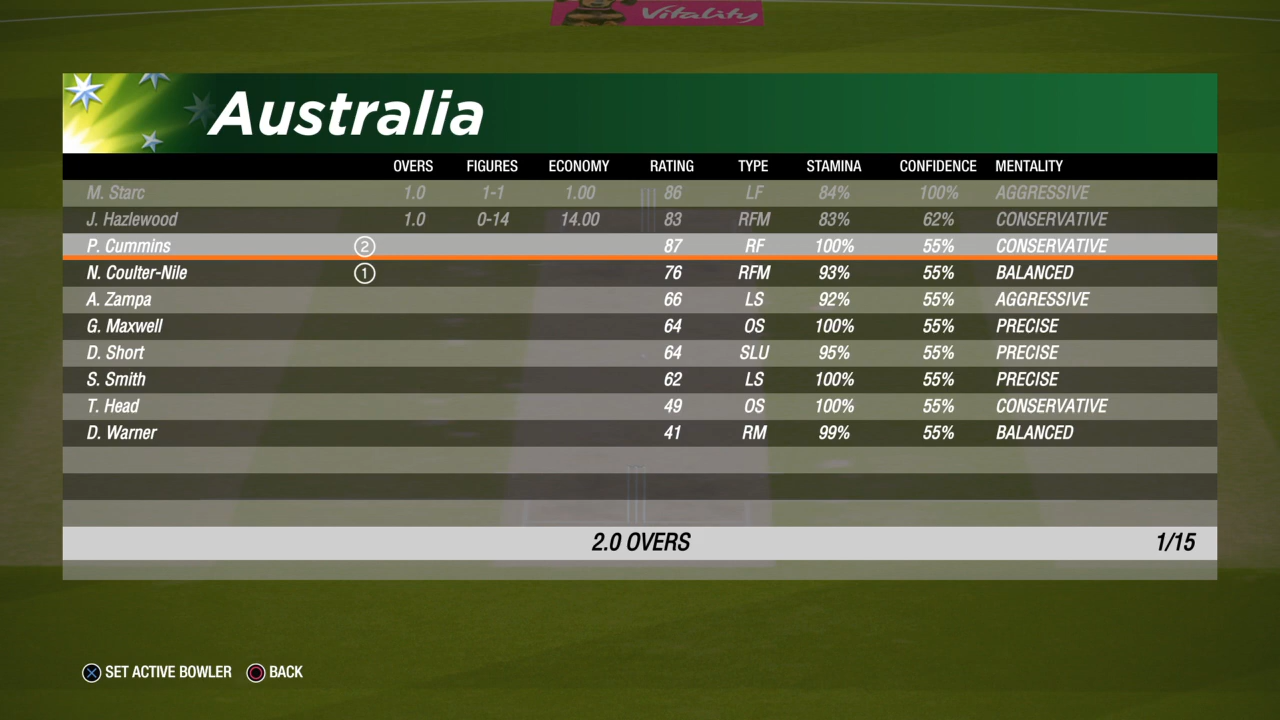 Vitality
Australia
OVERS FIGURES ECONOMY RATING TYPE STAMINA CONFIDENCE MENTALITY
M. Starc 1.0 1-1 1.00 86 LF 84% 100% AGGRESSIVE
J. Hazlewood 1.0 0-14 14.00 83 RFM 83% 62% CONSERVATIVE
P. Cummins 2 87 RF 100% 55% CONSERVATIVE
N. Coulter-Nile 1 76 RFM 93% 55% BALANCED
A. Zampa 66 LS 92% 55% AGGRESSIVE
G. Maxwell 64 OS 100% 55% PRECISE
D. Short 64 SLU 95% 55% PRECISE
S. Smith 62 LS 100% 55% PRECISE
T. Head 49 OS 100% 55% CONSERVATIVE
D. Warner 41 RM 99% 55% BALANCED
2.0 OVERS 1/15
SET ACTIVE BOWLER BACK